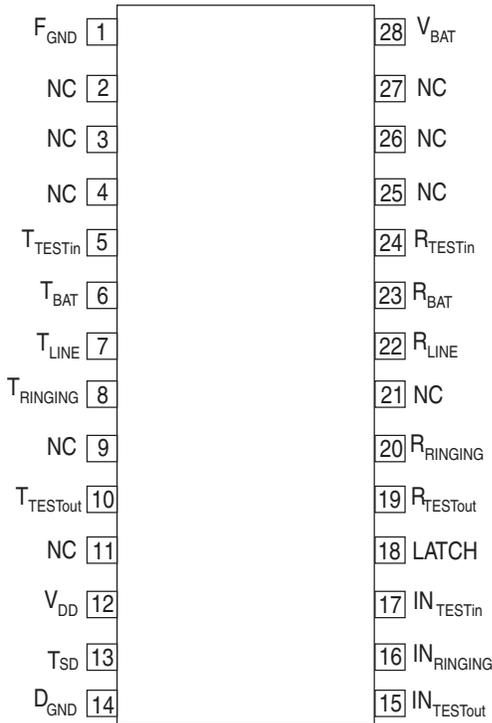 F_GND 1 28 V_BAT
NC 2 27 NC
NC 3 26 NC
NC 4 25 NC
T_TESTin 5 24 R_TESTin
T_BAT 6 23 R_BAT
T_LINE 7 22 R_LINE
T_RINGING 8 21 NC
NC 9 20 R_RINGING
T_TESTout 10 19 R_TESTout
NC 11 18 LATCH
V_DD 12 17 IN_TESTin
T_SD 13 16 IN_RINGING
D_GND 14 15 IN_TESTout